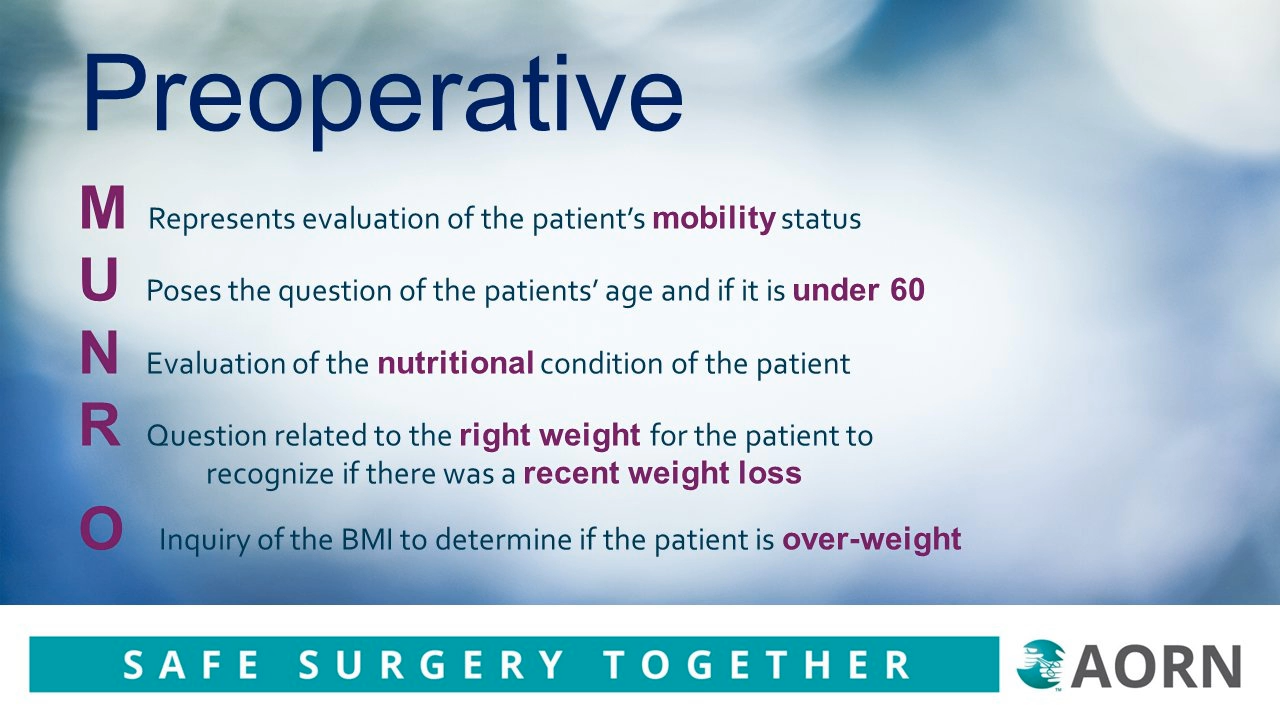 Preoperative
M Represents evaluation of the patient’s mobility status
U Poses the question of the patients’ age and if it is under 60
N Evaluation of the nutritional condition of the patient
R Question related to the right weight for the patient to
recognize if there was a recent weight loss
O Inquiry of the BMI to determine if the patient is over-weight
SAFE SURGERY TOGETHER
AORN